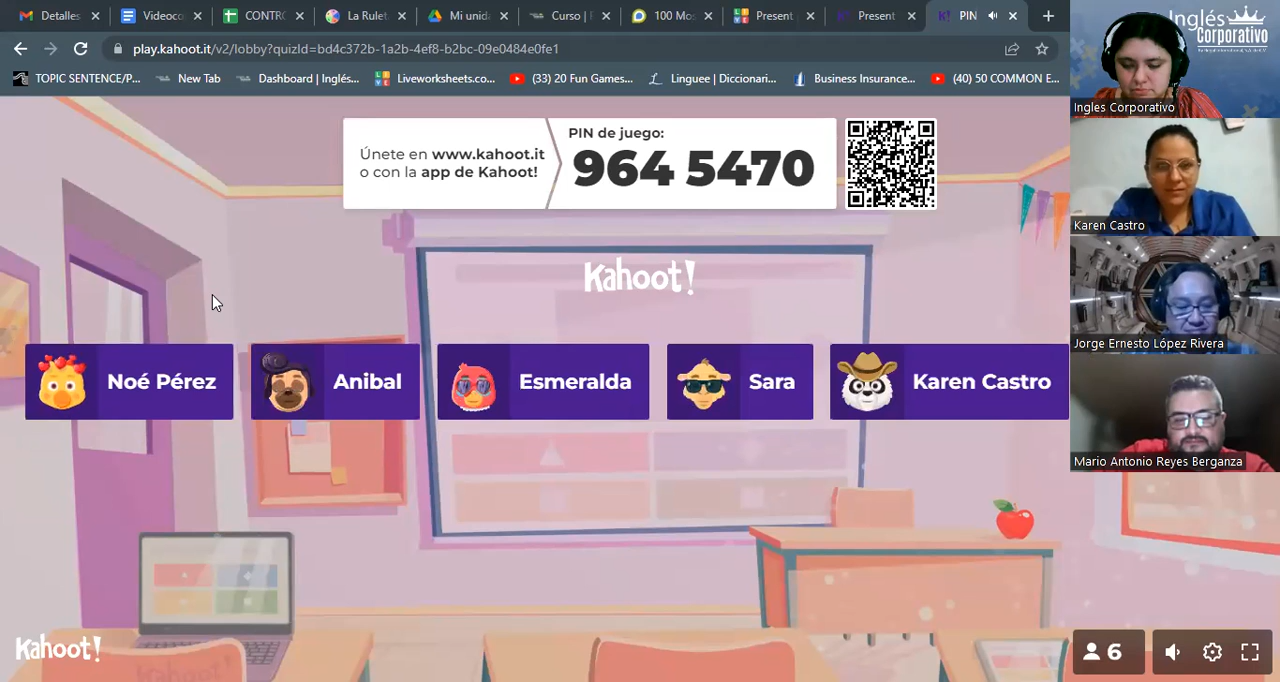 Detalles
Videoco
CONTRO
La Rulet
Mi unida
Curso | F
100 Mos
Present
Present
PIN
play.kahoot.it/v2/lobby?quizId=bd4c372b-1a2b-4ef8-b2bc-09e0484e0fe1
TOPIC SENTENCE/P...
New Tab
Dashboard | Inglés...
Liveworksheets.co...
(33) 20 Fun Games...
Linguee | Diccionari...
Business Insurance...
(40) 50 COMMON E...
Únete en www.kahoot.it
o con la app de Kahoot!
PIN de juego:
964 5470
Kahoot!
Noé Pérez
Anibal
Esmeralda
Sara
Karen Castro
Kahoot!
6
Inglés
Corporativo
Ingles Corporativo
Karen Castro
Jorge Ernesto López Rivera
Mario Antonio Reyes Berganza